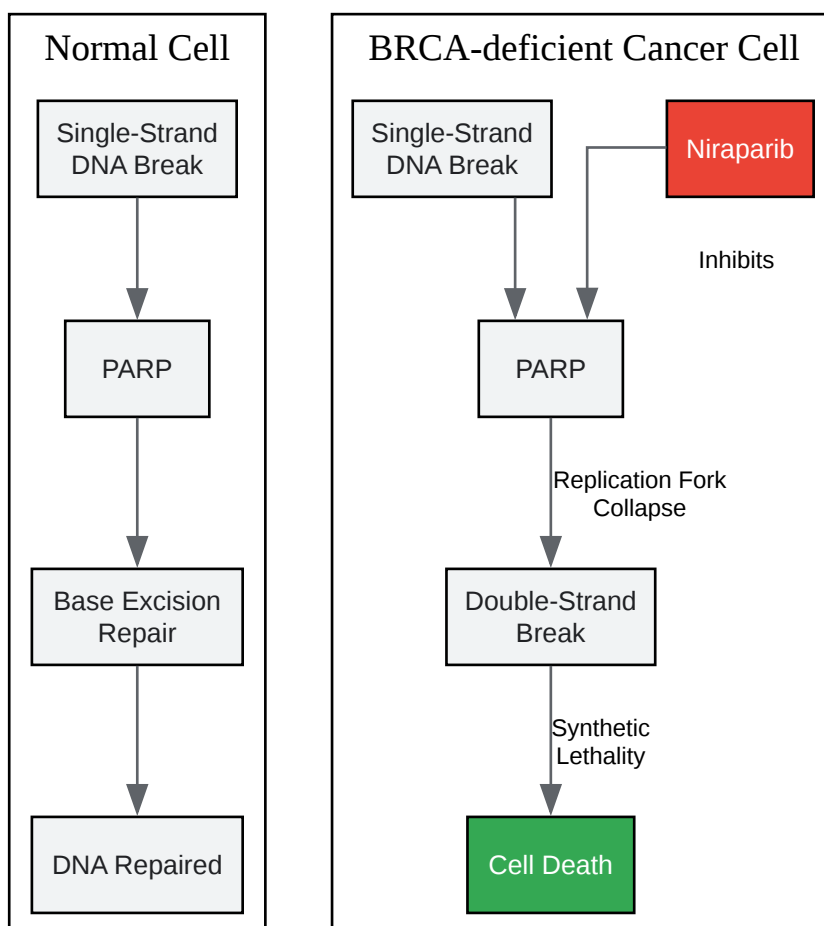 Normal Cell
Single-Strand
DNA Break
PARP
Base Excision
Repair
DNA Repaired
BRCA-deficient Cancer Cell
Single-Strand
DNA Break
Niraparib
Inhibits
PARP
Replication Fork
Collapse
Double-Strand
Break
Synthetic
Lethality
Cell Death